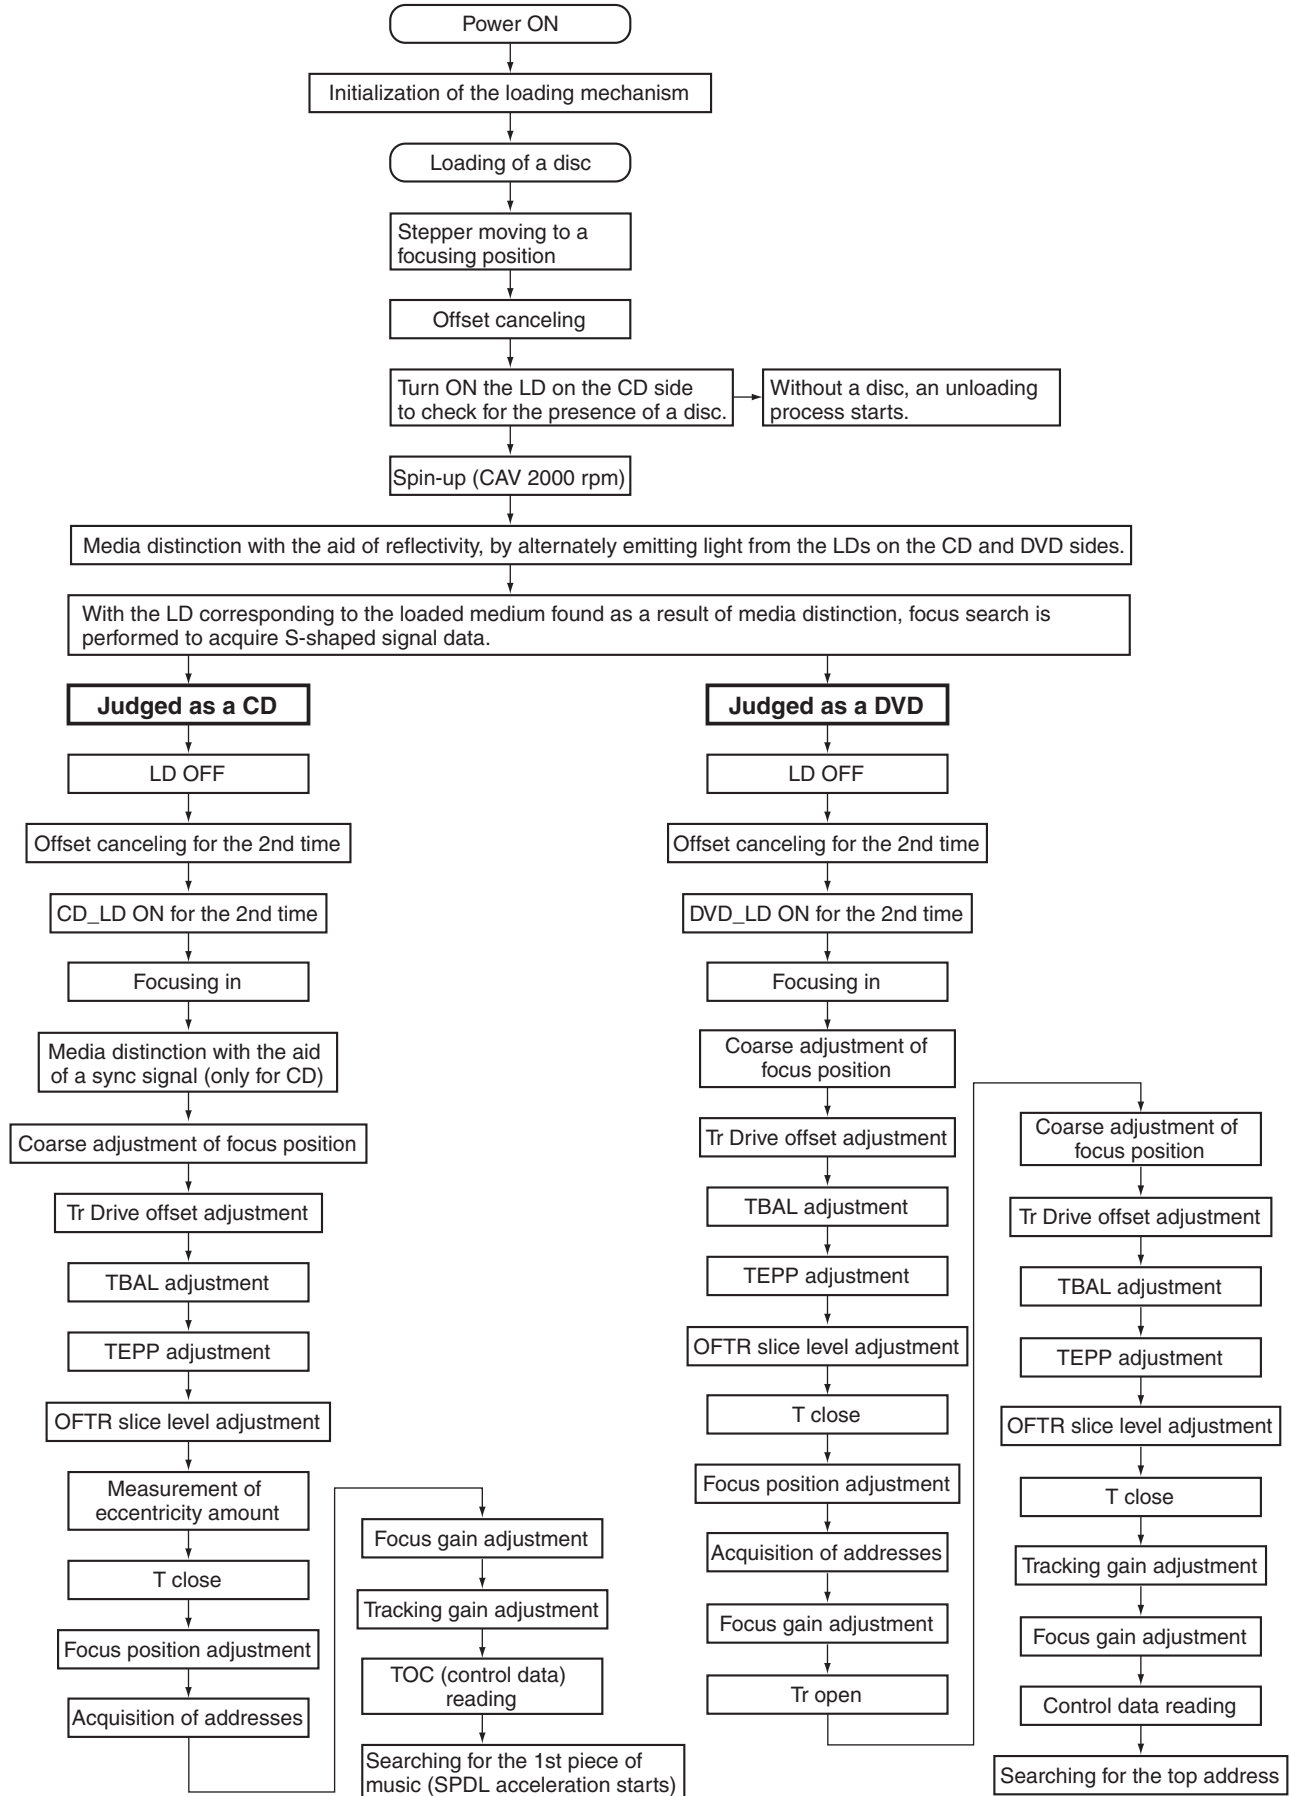 Power ON
Initialization of the loading mechanism
Loading of a disc
Stepper moving to a
focusing position
Offset canceling
Turn ON the LD on the CD side
to check for the presence of a disc.
Without a disc, an unloading
process starts.
Spin-up (CAV 2000 rpm)
Media distinction with the aid of reflectivity, by alternately emitting light from the LDs on the CD and DVD sides.
With the LD corresponding to the loaded medium found as a result of media distinction, focus search is
performed to acquire S-shaped signal data.
Judged as a CD
LD OFF
Offset canceling for the 2nd time
CD_LD ON for the 2nd time
Focusing in
Media distinction with the aid
of a sync signal (only for CD)
Coarse adjustment of focus position
Tr Drive offset adjustment
TBAL adjustment
TEPP adjustment
OFTR slice level adjustment
Measurement of
eccentricity amount
T close
Focus position adjustment
Acquisition of addresses
Focus gain adjustment
Tracking gain adjustment
TOC (control data)
reading
Searching for the 1st piece of
music (SPDL acceleration starts)
Judged as a DVD
LD OFF
Offset canceling for the 2nd time
DVD_LD ON for the 2nd time
Focusing in
Coarse adjustment of
focus position
Tr Drive offset adjustment
TBAL adjustment
TEPP adjustment
OFTR slice level adjustment
T close
Focus position adjustment
Acquisition of addresses
Focus gain adjustment
Tr open
Coarse adjustment of
focus position
Tr Drive offset adjustment
TBAL adjustment
TEPP adjustment
OFTR slice level adjustment
T close
Tracking gain adjustment
Focus gain adjustment
Control data reading
Searching for the top address